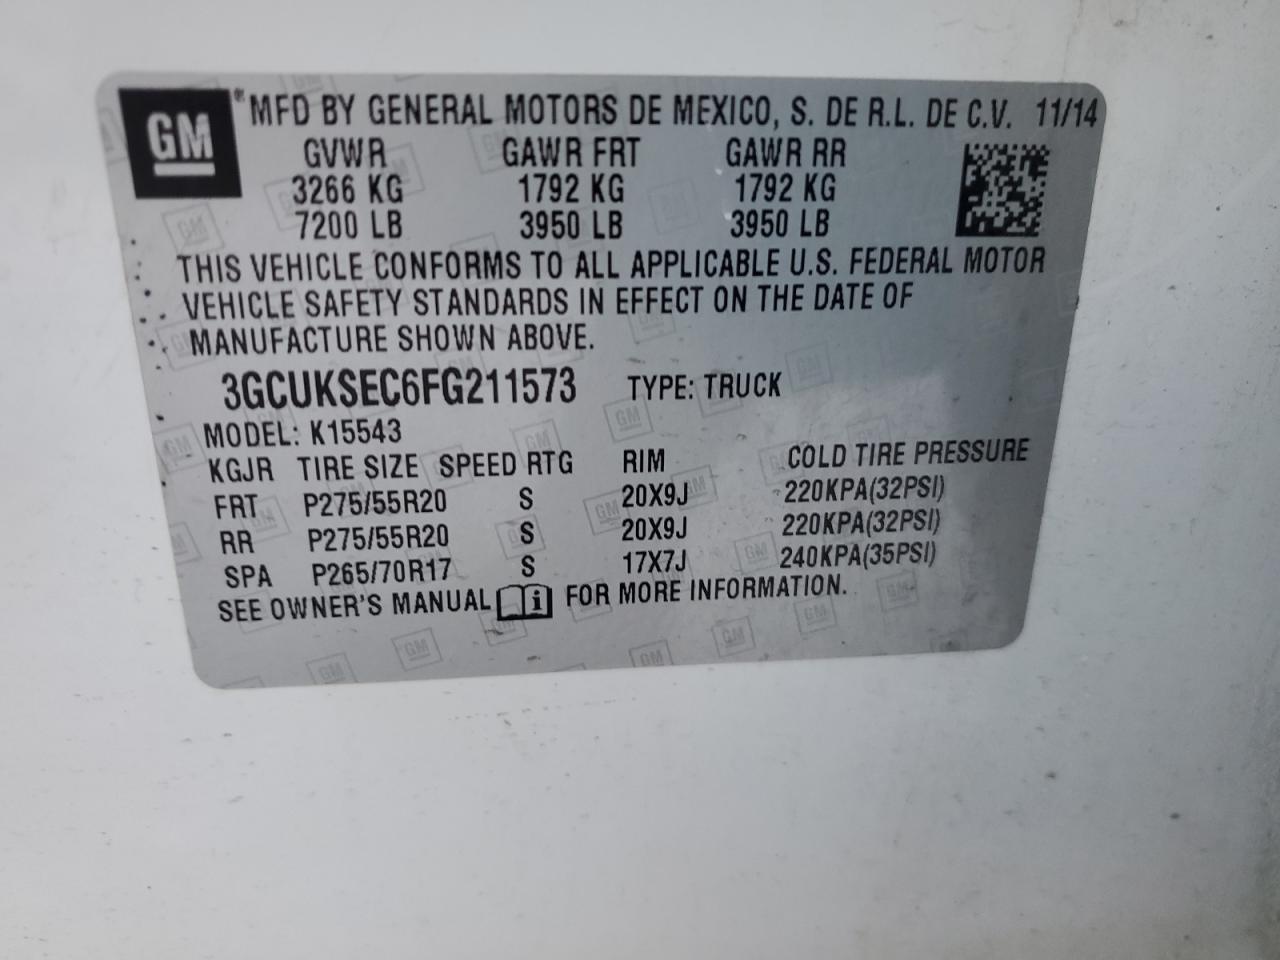 GM ® MFD BY GENERAL MOTORS DE MEXICO, S. DE R.L. DE C.V. 11/14
GVWR GAWR FRT GAWR RR
3266 KG 1792 KG 1792 KG
7200 LB 3950 LB 3950 LB
THIS VEHICLE CONFORMS TO ALL APPLICABLE U.S. FEDERAL MOTOR
VEHICLE SAFETY STANDARDS IN EFFECT ON THE DATE OF
MANUFACTURE SHOWN ABOVE.
3GCUKSEC6FG211573 TYPE: TRUCK
MODEL: K15543
KGJR TIRE SIZE SPEED RTG RIM COLD TIRE PRESSURE
FRT P275/55R20 S 20X9J 220KPA(32PSI)
RR P275/55R20 S 20X9J 220KPA(32PSI)
SPA P265/70R17 S 17X7J 240KPA(35PSI)
SEE OWNER'S MANUAL i FOR MORE INFORMATION.